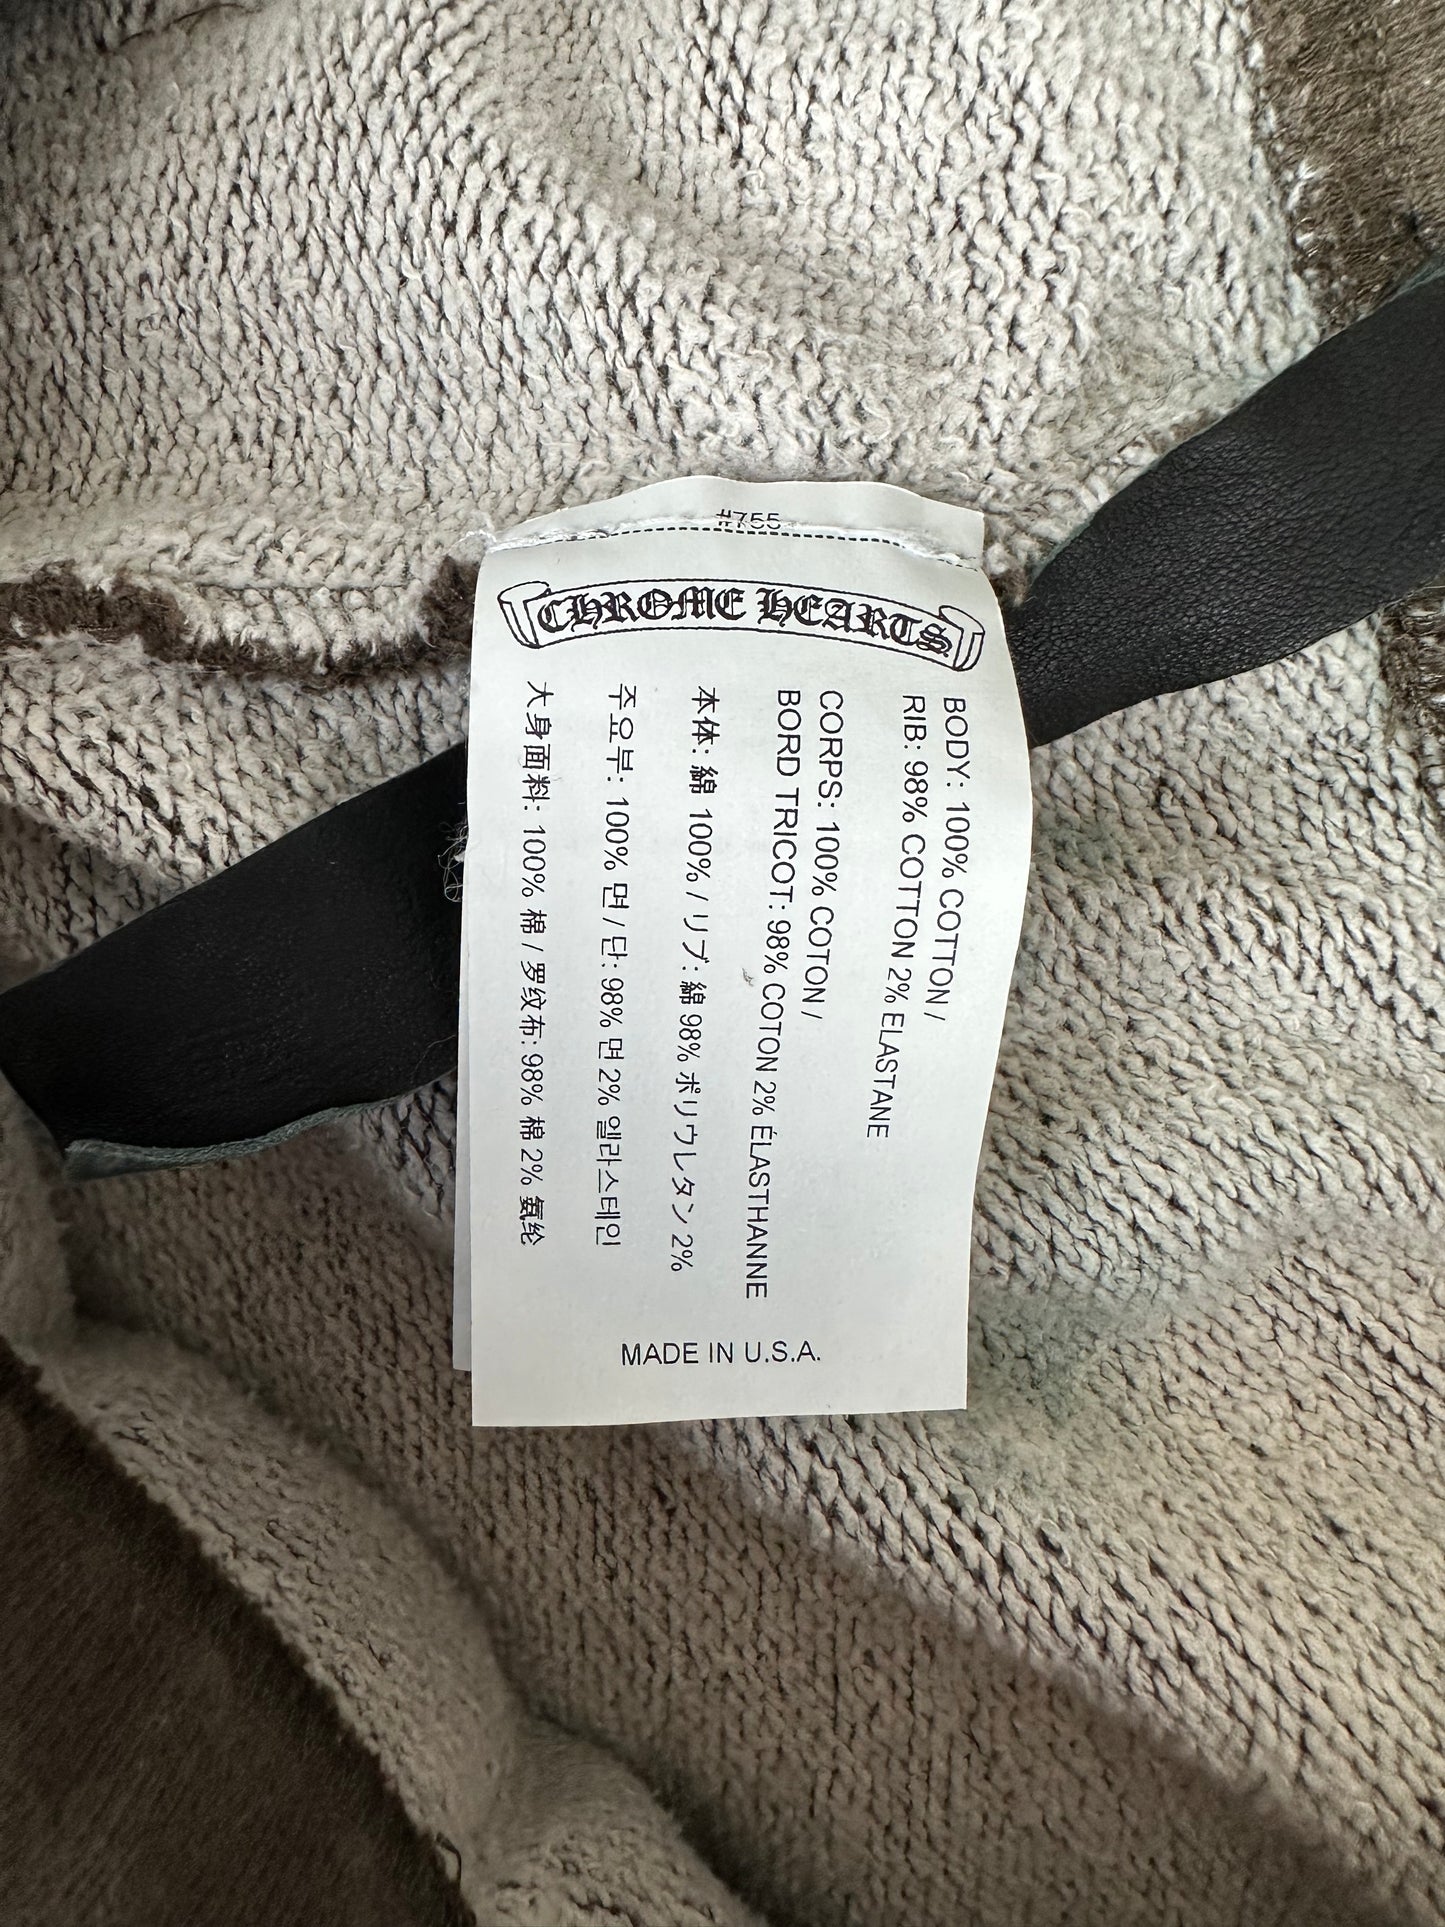 #755
CHROME HEARTS
BODY: 100% COTTON /
RIB: 98% COTTON 2% ELASTANE
CORPS: 100% COTON /
BORD TRICOT: 98% COTON 2% ÉLASTHANNE
本体: 綿 100% / リブ: 綿 98% ポリウレタン 2%
주요부: 100% 면 / 단: 98% 면 2% 엘라스테인
大身面料: 100% 棉 / 罗纹布: 98% 棉 2% 氨纶
MADE IN U.S.A.